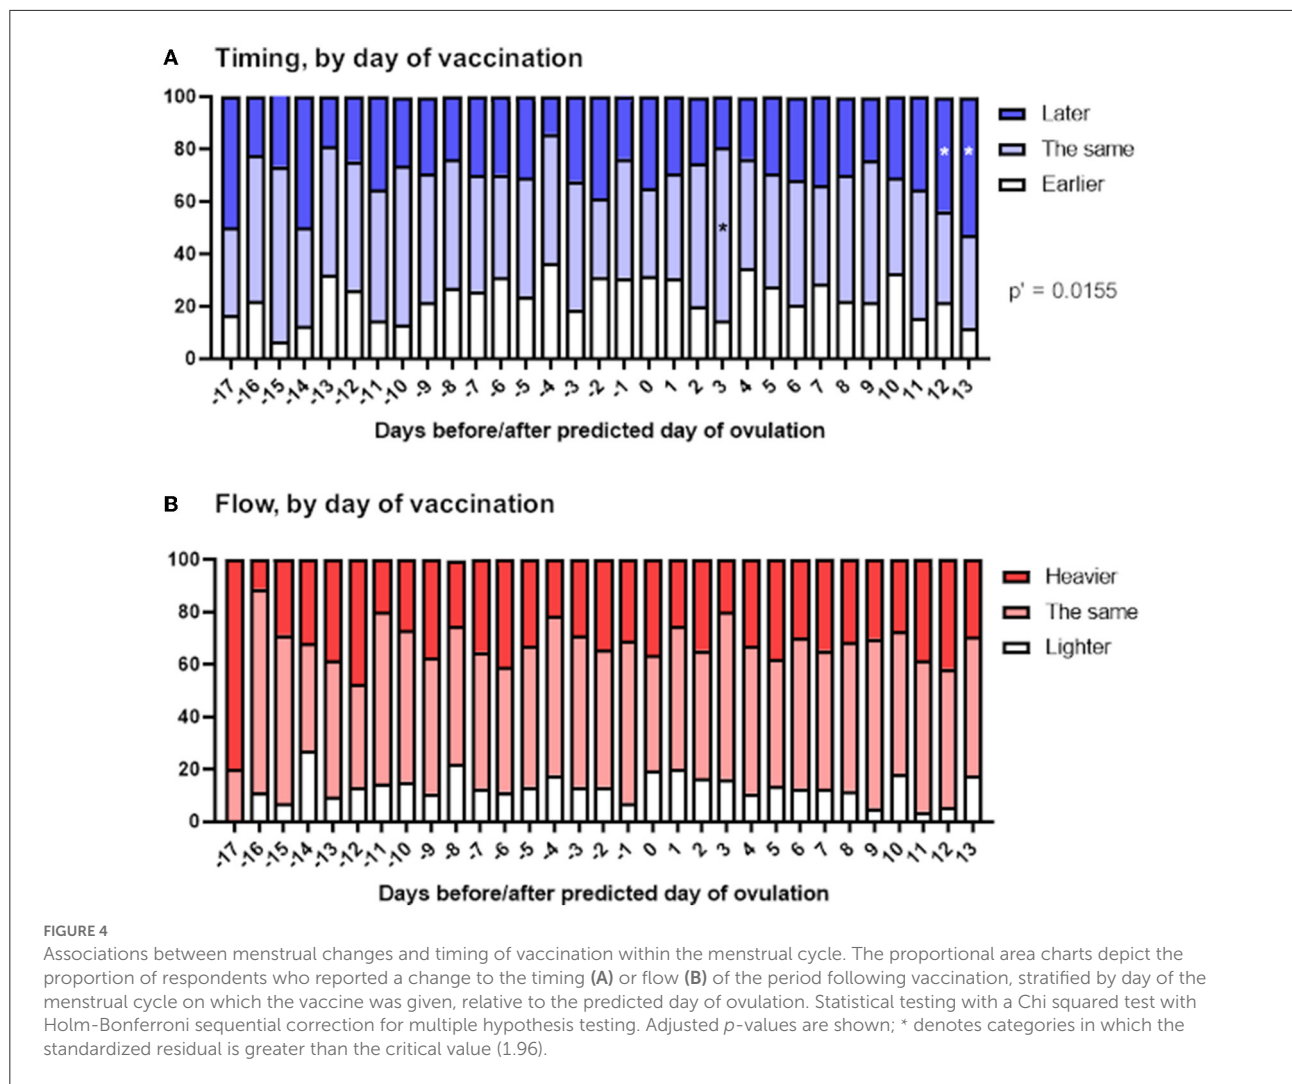 A Timing, by day of vaccination
100
80
60
40
20
0
Later
The same
Earlier
* * *
p' = 0.0155
-17 -16 -15 -14 -13 -12 -11 -10 -9 -8 -7 -6 -5 -4 -3 -2 -1 0 1 2 3 4 5 6 7 8 9 10 11 12 13
Days before/after predicted day of ovulation
B Flow, by day of vaccination
100
80
60
40
20
0
Heavier
The same
Lighter
-17 -16 -15 -14 -13 -12 -11 -10 -9 -8 -7 -6 -5 -4 -3 -2 -1 0 1 2 3 4 5 6 7 8 9 10 11 12 13
Days before/after predicted day of ovulation
FIGURE 4
Associations between menstrual changes and timing of vaccination within the menstrual cycle. The proportional area charts depict the
proportion of respondents who reported a change to the timing (A) or flow (B) of the period following vaccination, stratified by day of the
menstrual cycle on which the vaccine was given, relative to the predicted day of ovulation. Statistical testing with a Chi squared test with
Holm-Bonferroni sequential correction for multiple hypothesis testing. Adjusted p-values are shown; * denotes categories in which the
standardized residual is greater than the critical value (1.96).